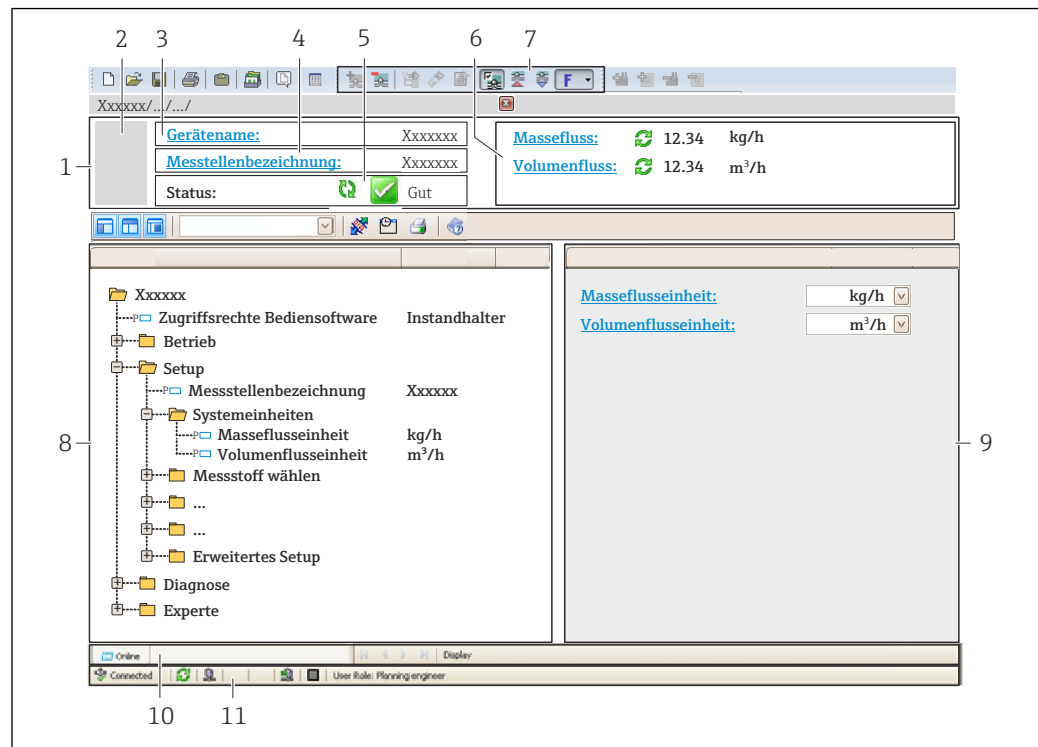 2 3 4 5 6 7
F
Xxxxxx/.../.../
1
Gerätename: Xxxxxxx
Messtellenbezeichnung: Xxxxxxx
Status: Gut
Massefluss: 12.34 kg/h
Volumenfluss: 12.34 m³/h
Xxxxxx
P Zugriffsrechte Bediensoftware Instandhalter
Betrieb
Setup
P Messstellenbezeichnung Xxxxxx
Systemeinheiten
P Masseflusseinheit kg/h
P Volumenflusseinheit m³/h
Messstoff wählen
...
...
Erweitertes Setup
Diagnose
Experte
8
Masseflusseinheit: kg/h
Volumenflusseinheit: m³/h
9
Online Display
Connected User Role: Planning engineer
10 11